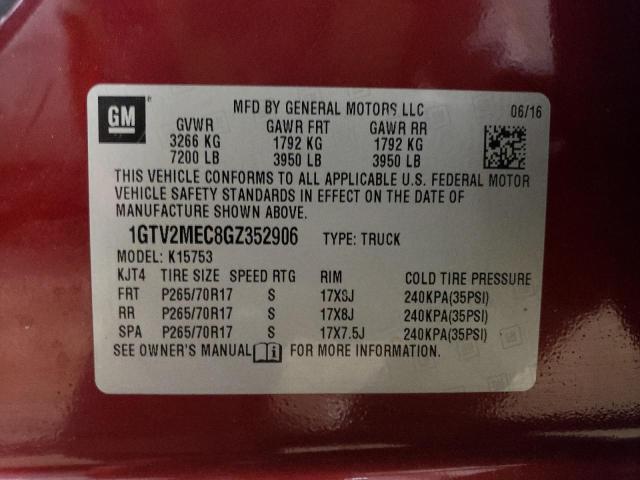 GM
MFD BY GENERAL MOTORS LLC 06/16
GVWR GAWR FRT GAWR RR
3266 KG 1792 KG 1792 KG
7200 LB 3950 LB 3950 LB
THIS VEHICLE CONFORMS TO ALL APPLICABLE U.S. FEDERAL MOTOR
VEHICLE SAFETY STANDARDS IN EFFECT ON THE DATE OF
MANUFACTURE SHOWN ABOVE.
1GTV2MEC8GZ352906 TYPE: TRUCK
MODEL: K15753
KJT4 TIRE SIZE SPEED RTG RIM COLD TIRE PRESSURE
FRT P265/70R17 S 17X8J 240KPA(35PSI)
RR P265/70R17 S 17X8J 240KPA(35PSI)
SPA P265/70R17 S 17X7.5J 240KPA(35PSI)
SEE OWNER'S MANUAL FOR MORE INFORMATION.